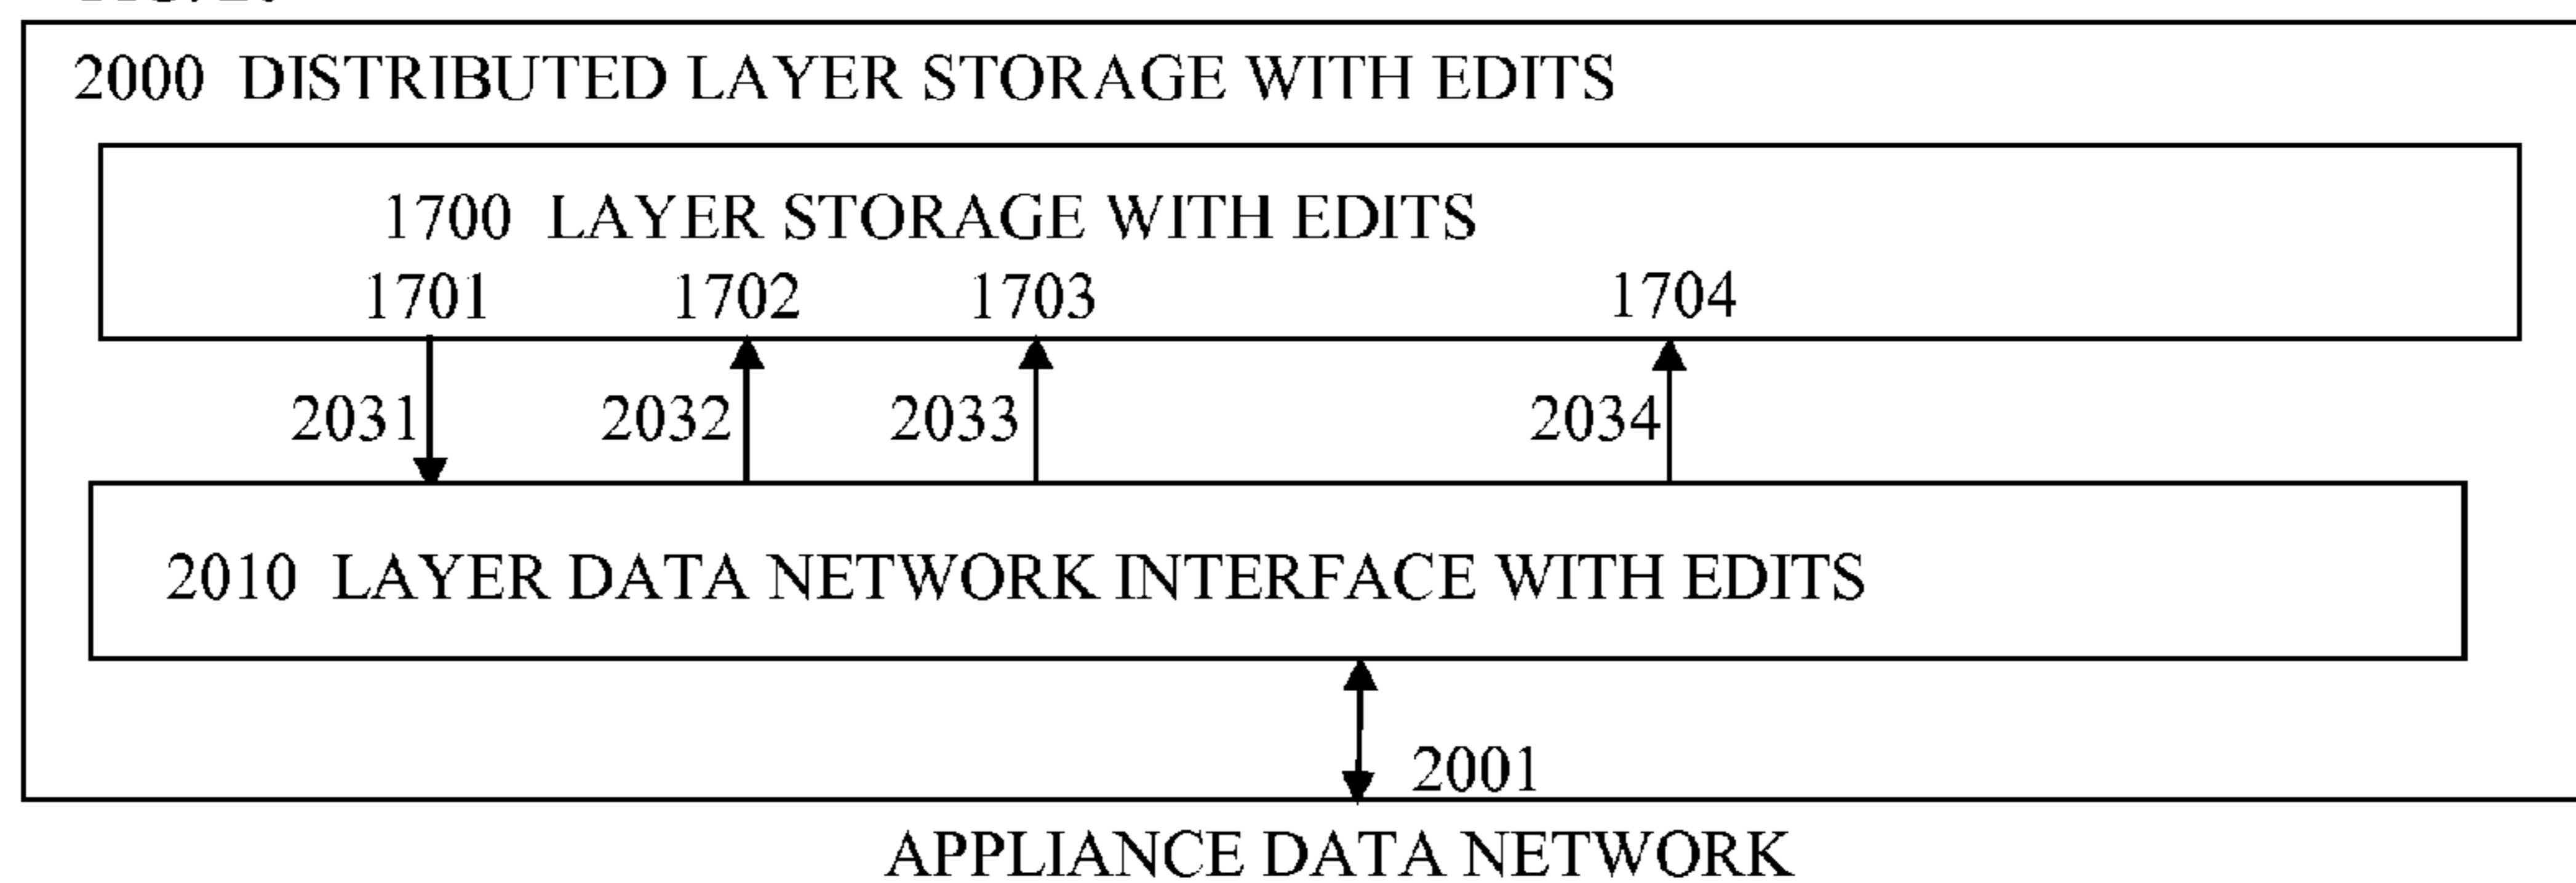 2000 DISTRIBUTED LAYER STORAGE WITH EDITS
1700 LAYER STORAGE WITH EDITS
1701 1702 1703 1704
2031 2032 2033 2034
2010 LAYER DATA NETWORK INTERFACE WITH EDITS
2001
APPLIANCE DATA NETWORK